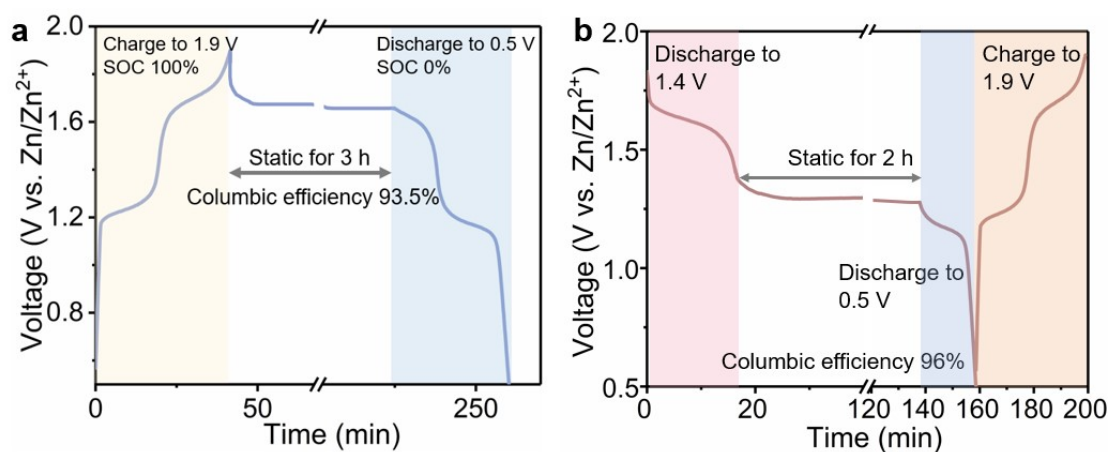 a
Charge to 1.9 V
SOC 100%
Discharge to 0.5 V
SOC 0%
Static for 3 h
Columbic efficiency 93.5%
2.0
1.6
1.2
0.8
Voltage (V vs. Zn/Zn²⁺)
0
50
250
Time (min)
b
Discharge to
1.4 V
Charge to
1.9 V
Static for 2 h
Discharge to
0.5 V
Columbic efficiency 96%
2.0
1.5
1.0
0.5
Voltage (V vs. Zn/Zn²⁺)
0
20
120
140
160
180
200
Time (min)